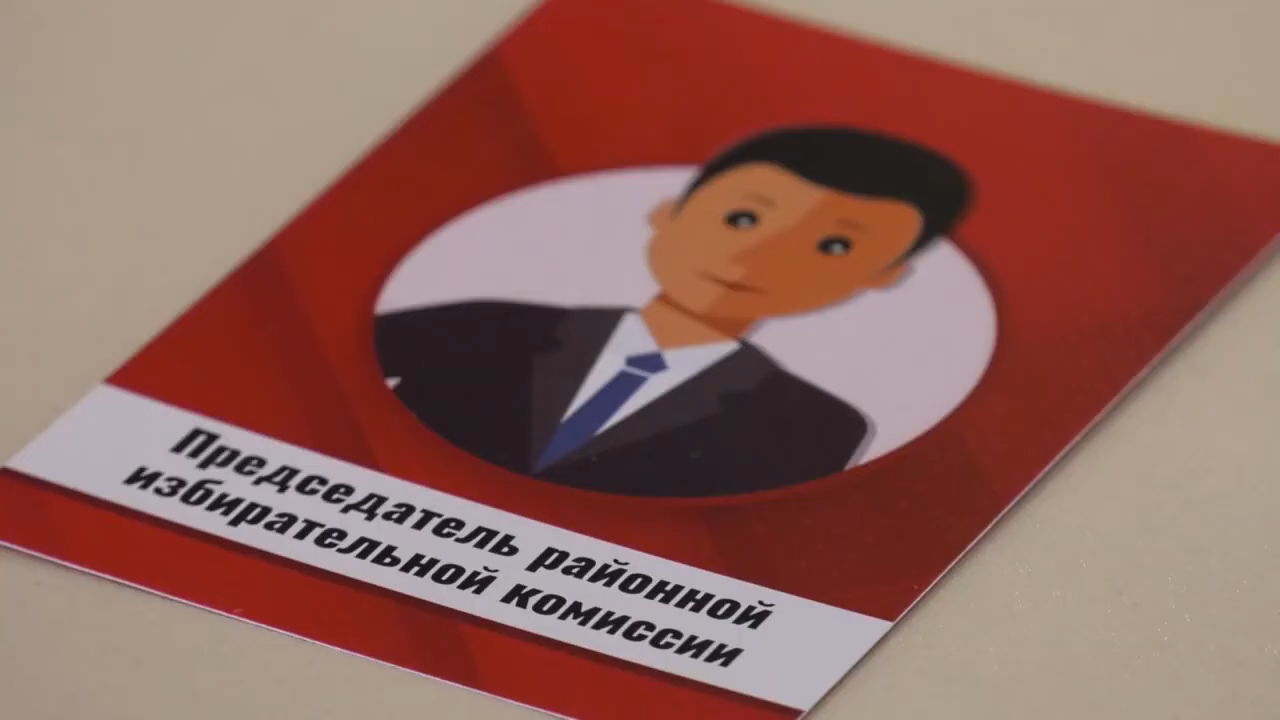 Председатель районной
избирательной комиссии